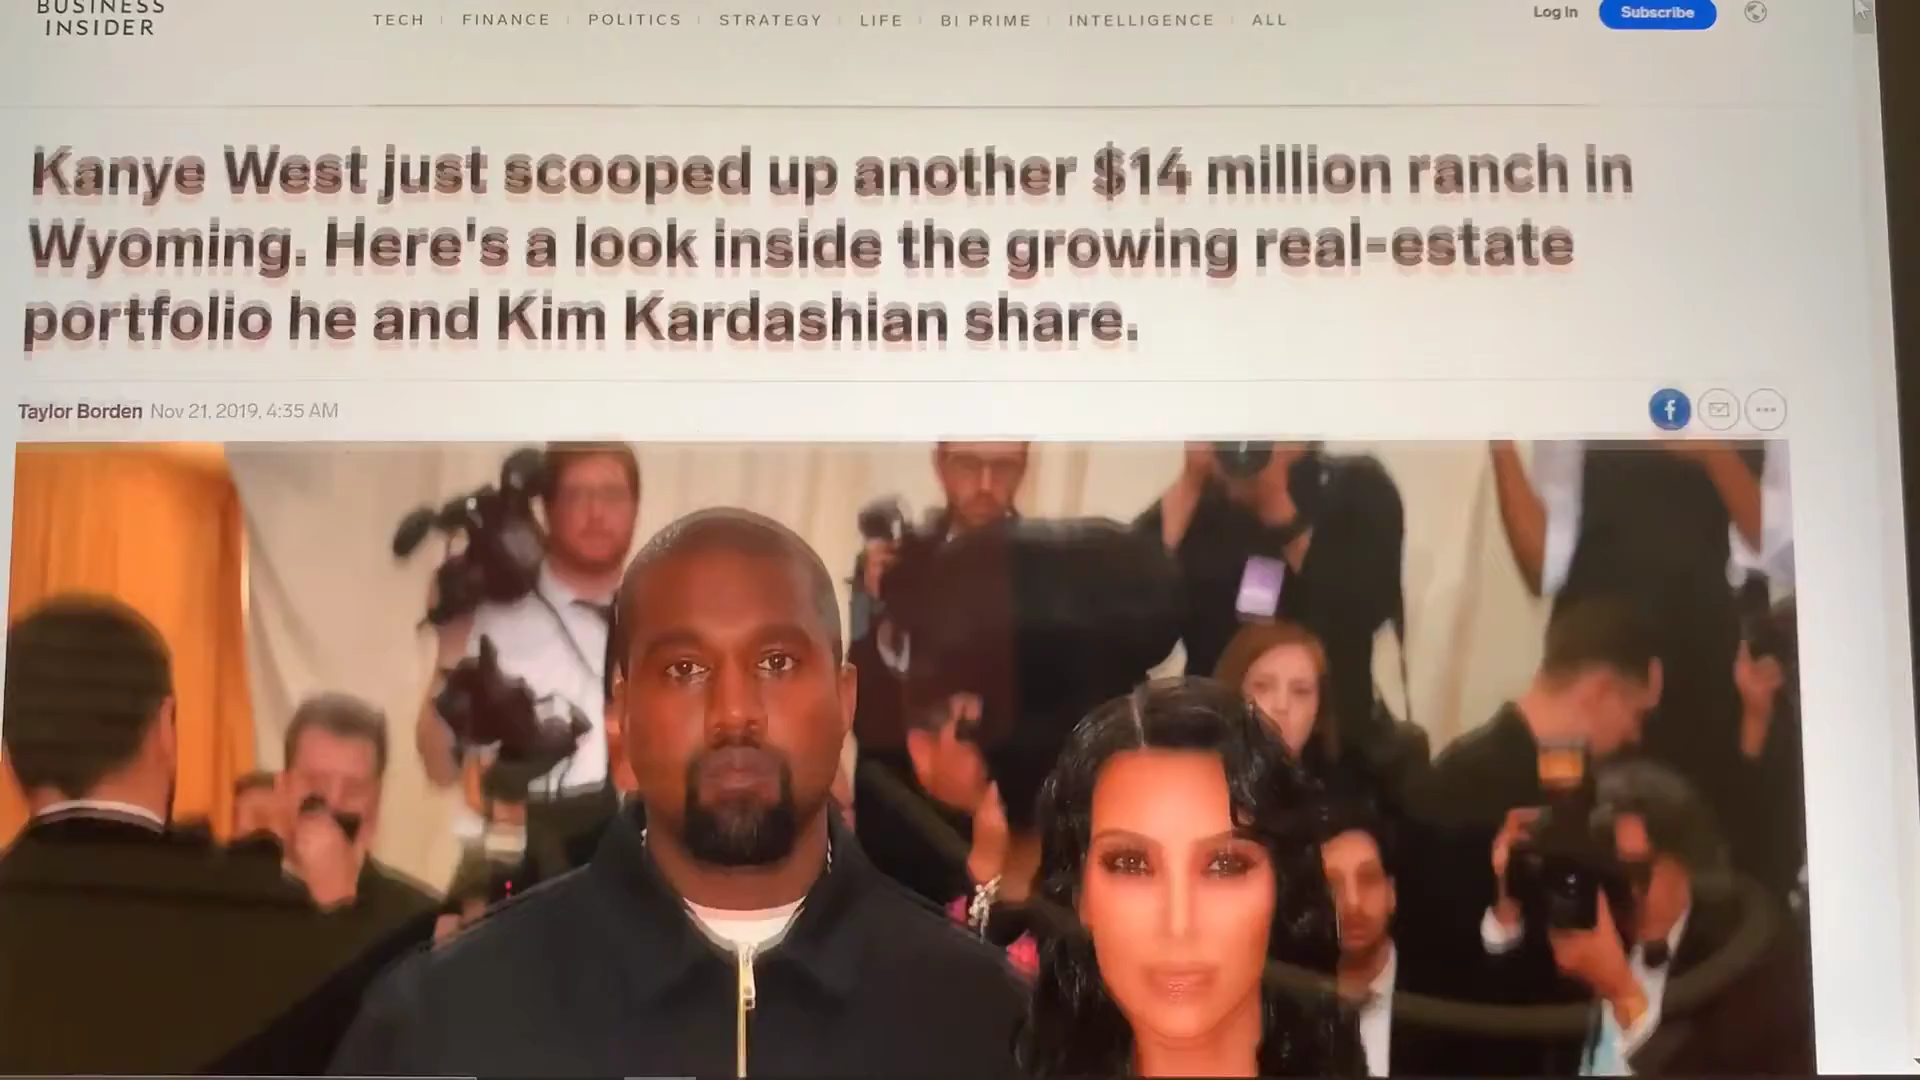 BUSINESS
INSIDER
TECH FINANCE POLITICS STRATEGY LIFE BI PRIME INTELLIGENCE ALL
Log In Subscribe
Kanye West just scooped up another $14 million ranch in
Wyoming. Here's a look inside the growing real-estate
portfolio he and Kim Kardashian share.
Taylor Borden Nov 21, 2019, 4:35 AM
f